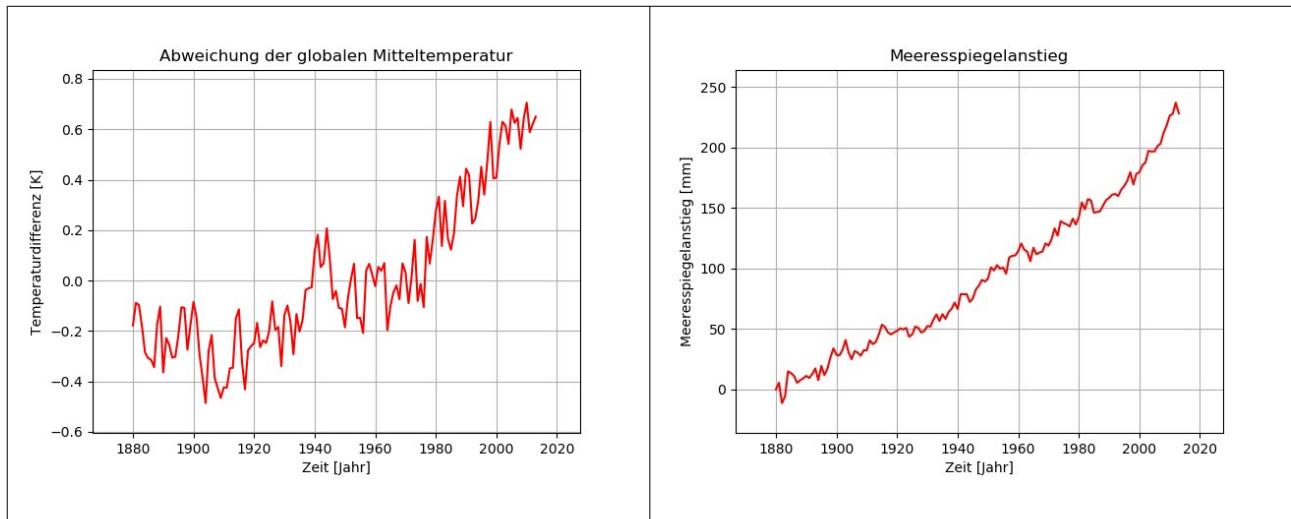 Abweichung der globalen Mitteltemperatur
0.8
0.6
0.4
0.2
0.0
−0.2
−0.4
−0.6
Temperaturdifferenz [K]
1880 1900 1920 1940 1960 1980 2000 2020
Zeit [Jahr]
Meeresspiegelanstieg
250
200
150
100
50
0
Meeresspiegelanstieg [mm]
1880 1900 1920 1940 1960 1980 2000 2020
Zeit [Jahr]